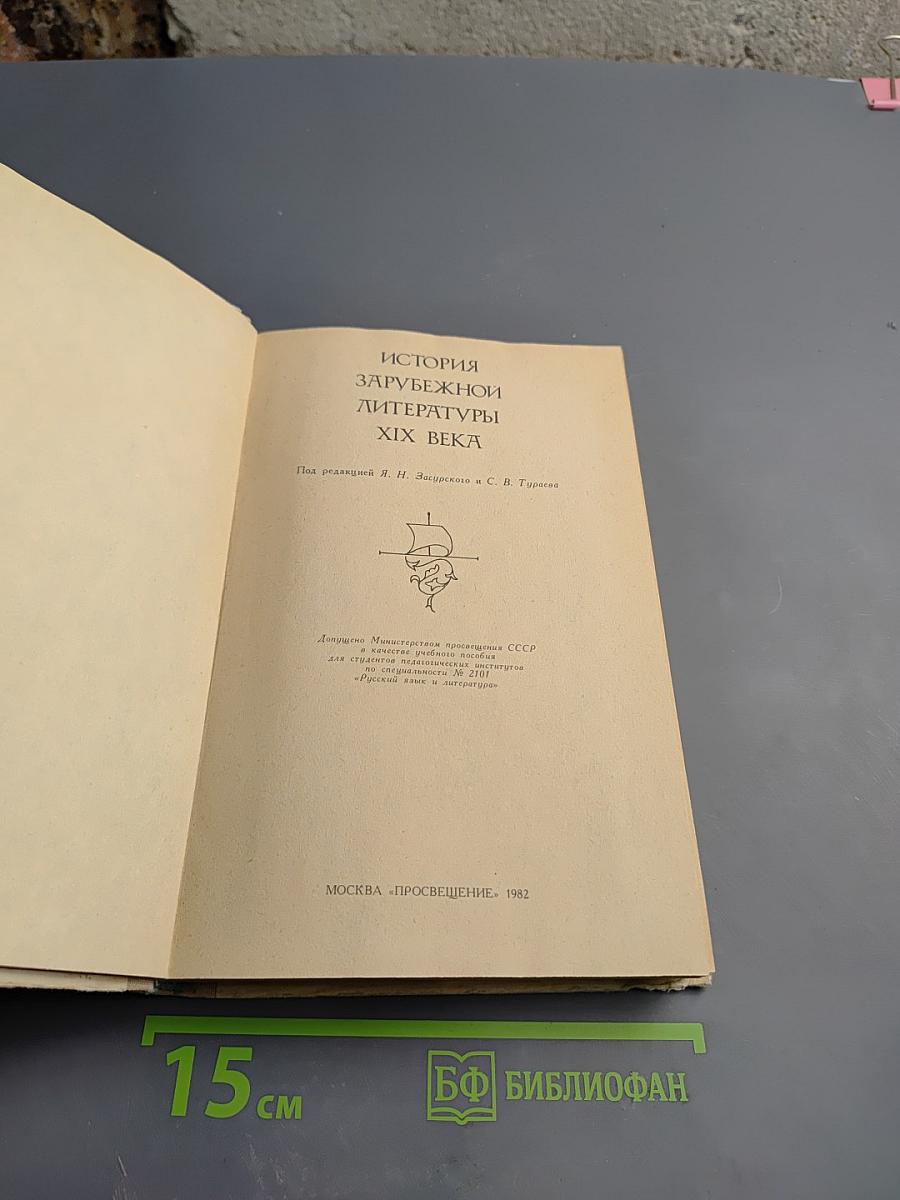 ИСТОРИЯ
ЗАРУБЕЖНОЙ
ЛИТЕРАТУРЫ
XIX ВЕКА
Под редакцией Я. Н. Засурского и С. В. Тураева
Допущено Министерством просвещения СССР
в качестве учебного пособия
для студентов педагогических институтов
по специальности № 2101
«Русский язык и литература»
МОСКВА «ПРОСВЕЩЕНИЕ» 1982
15 см
БФ БИБЛИОФАН